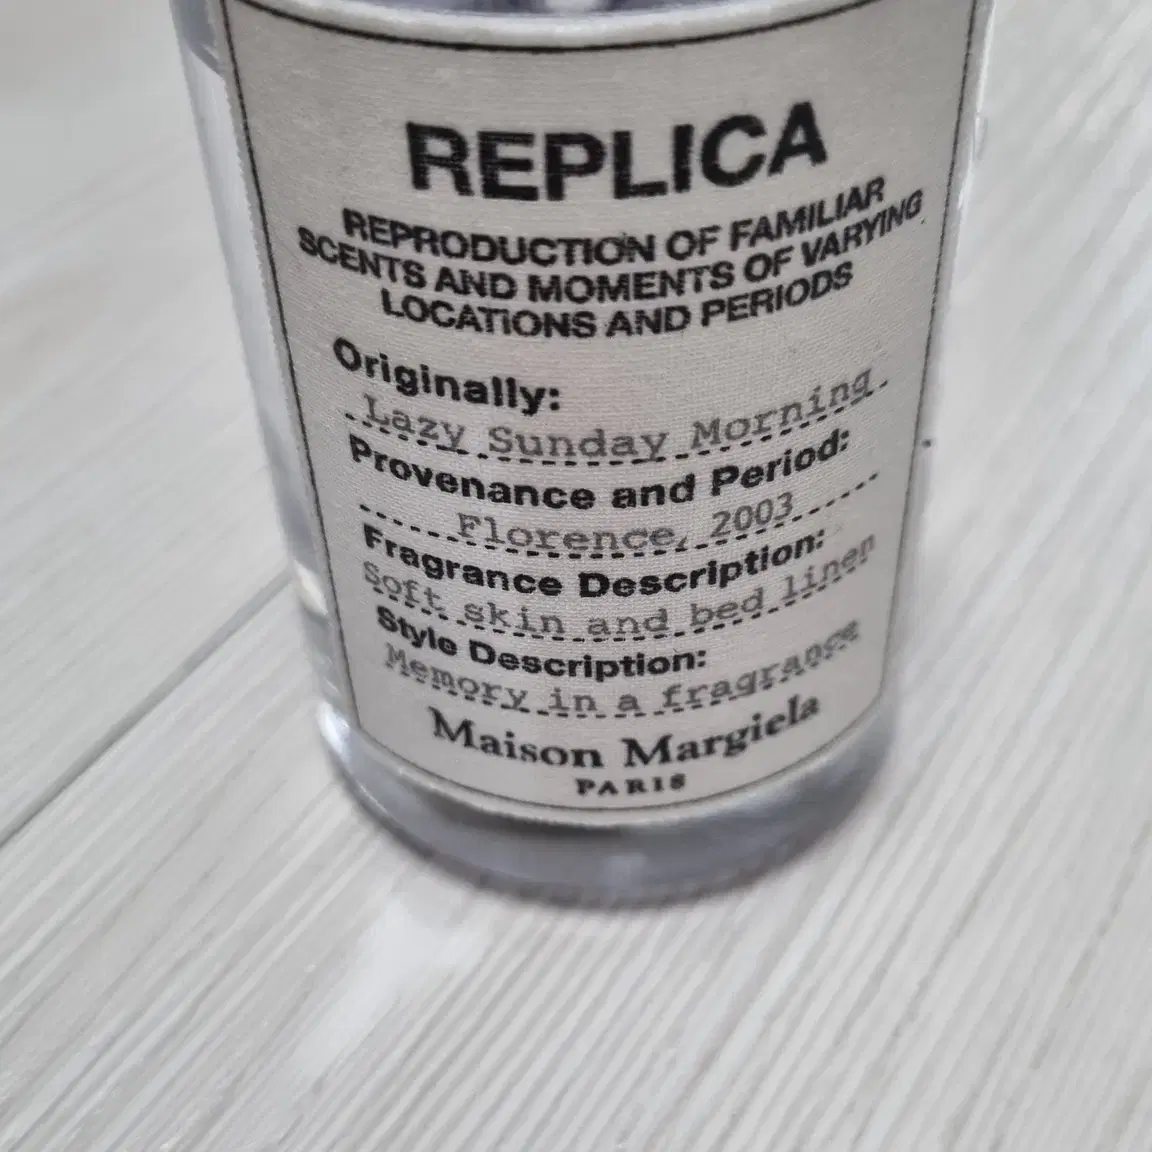 REPLICA
REPRODUCTION OF FAMILIAR
SCENTS AND MOMENTS OF VARYING
LOCATIONS AND PERIODS
Originally:
Lazy Sunday Morning
Provenance and Period:
Florence, 2003
Fragrance Description:
Soft skin and bed linen
Style Description:
Memory in a fragrance
Maison Margiela
PARIS